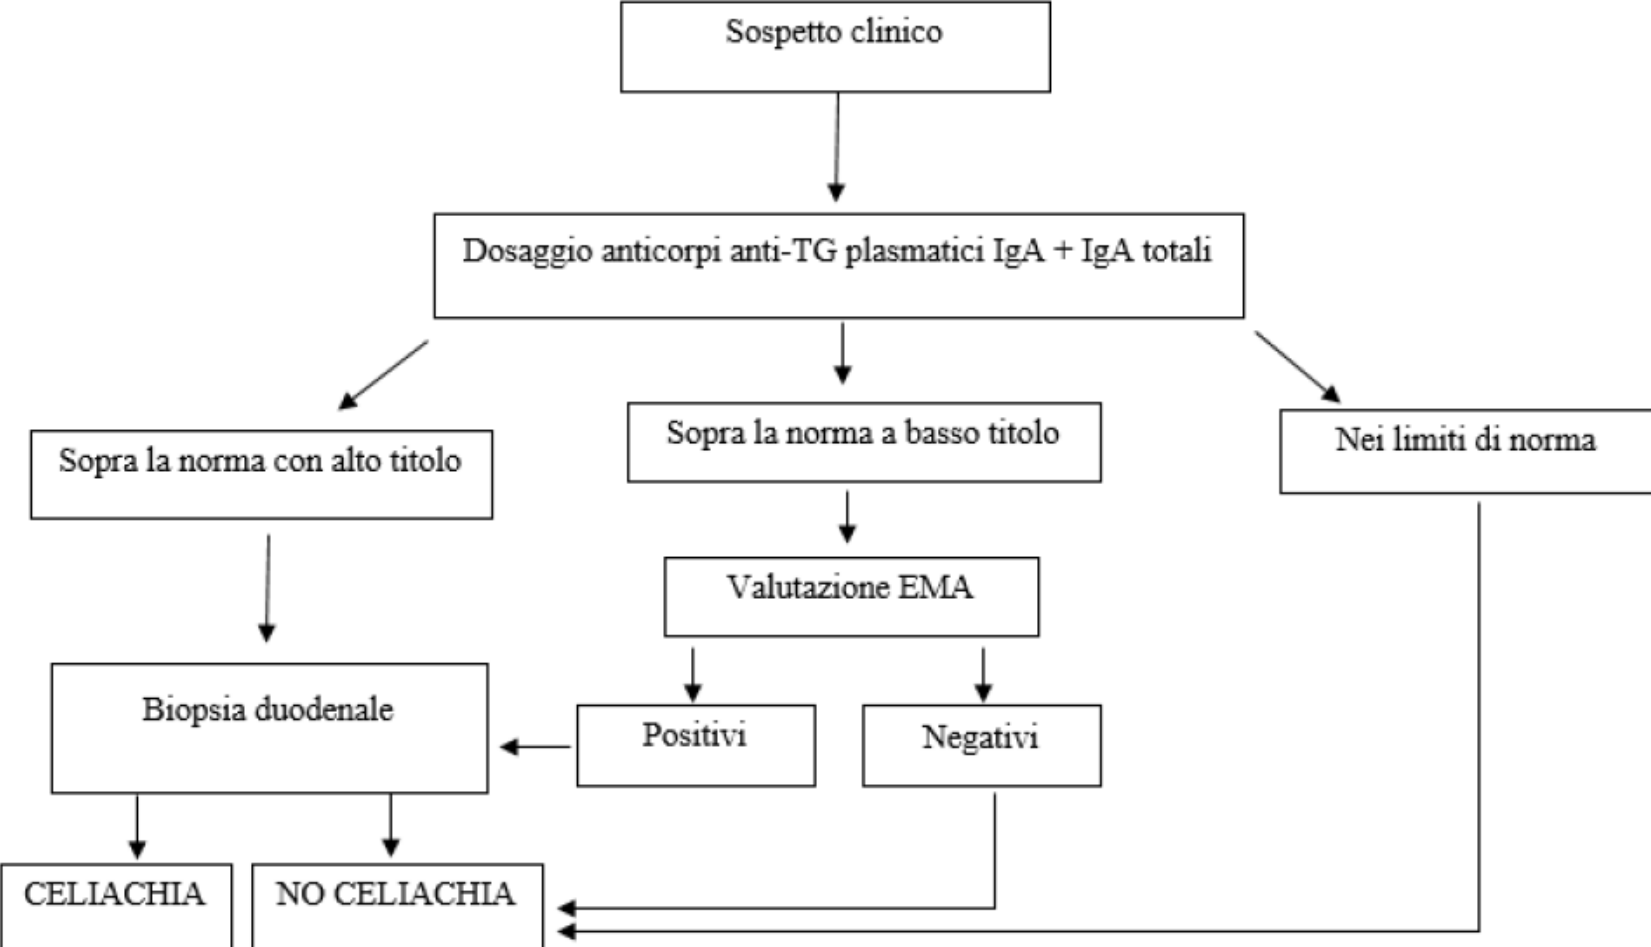 Sospetto clinico
Dosaggio anticorpi anti-TG plasmatici IgA + IgA totali
Sopra la norma con alto titolo
Sopra la norma a basso titolo
Nei limiti di norma
Valutazione EMA
Biopsia duodenale
Positivi
Negativi
CELIACHIA
NO CELIACHIA